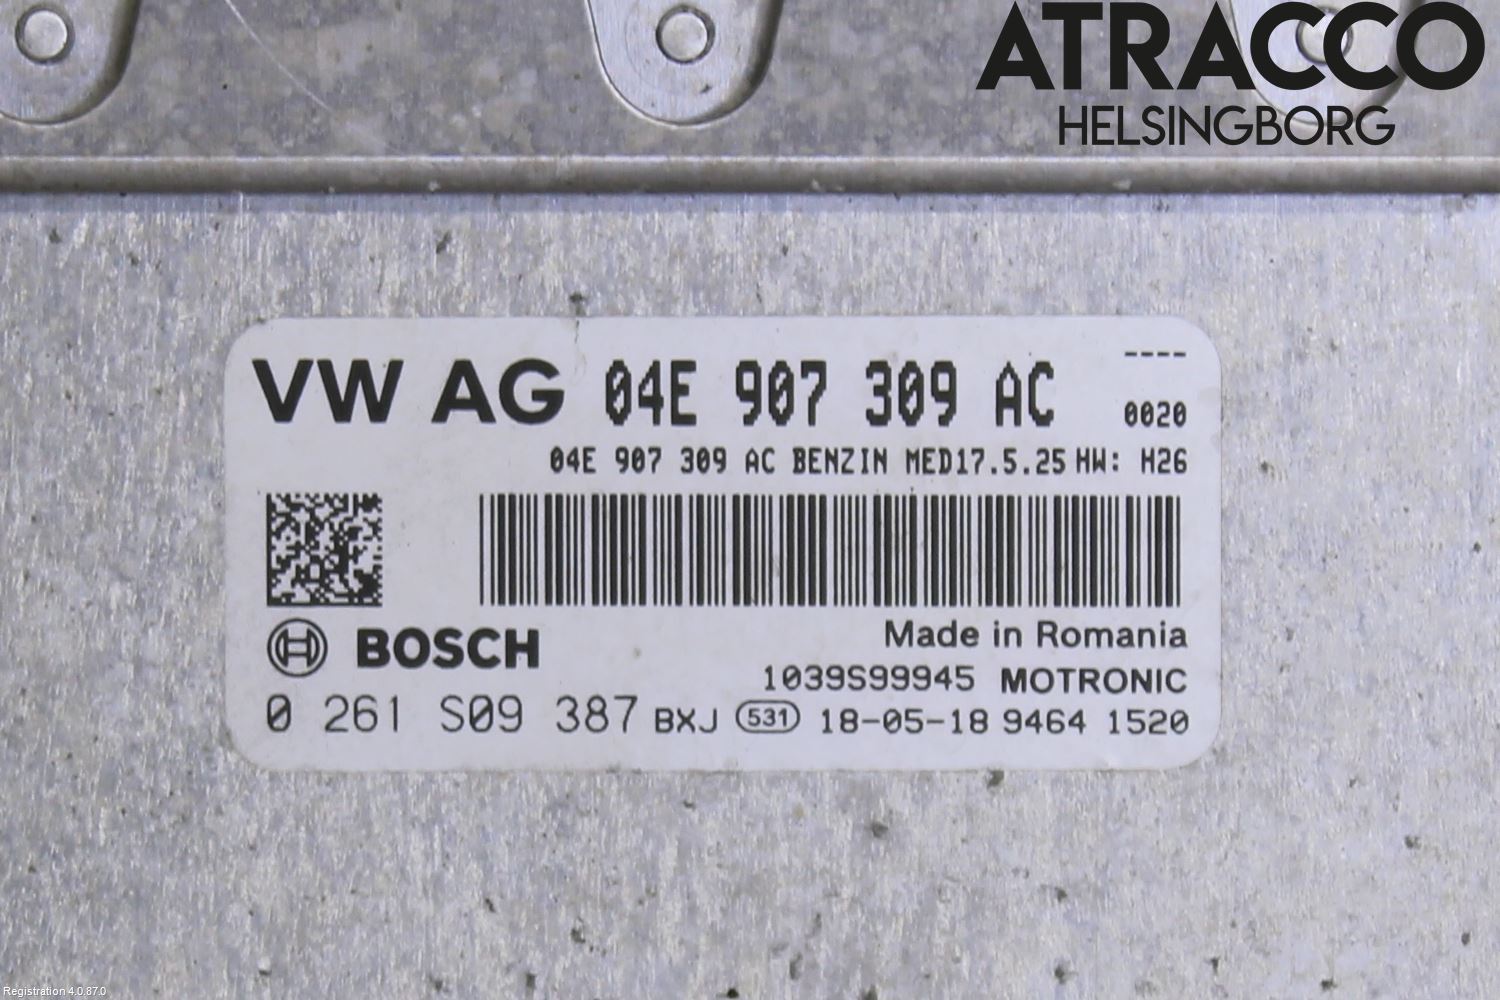 ATRACCO
HELSINGBORG
VW AG 04E 907 309 AC ----
0020
04E 907 309 AC BENZIN MED17.5.25 HW: H26
BOSCH
Made in Romania
1039S99945 MOTRONIC
0 261 S09 387 BXJ 531 18-05-18 9464 1520
Registration 4.0.87.0